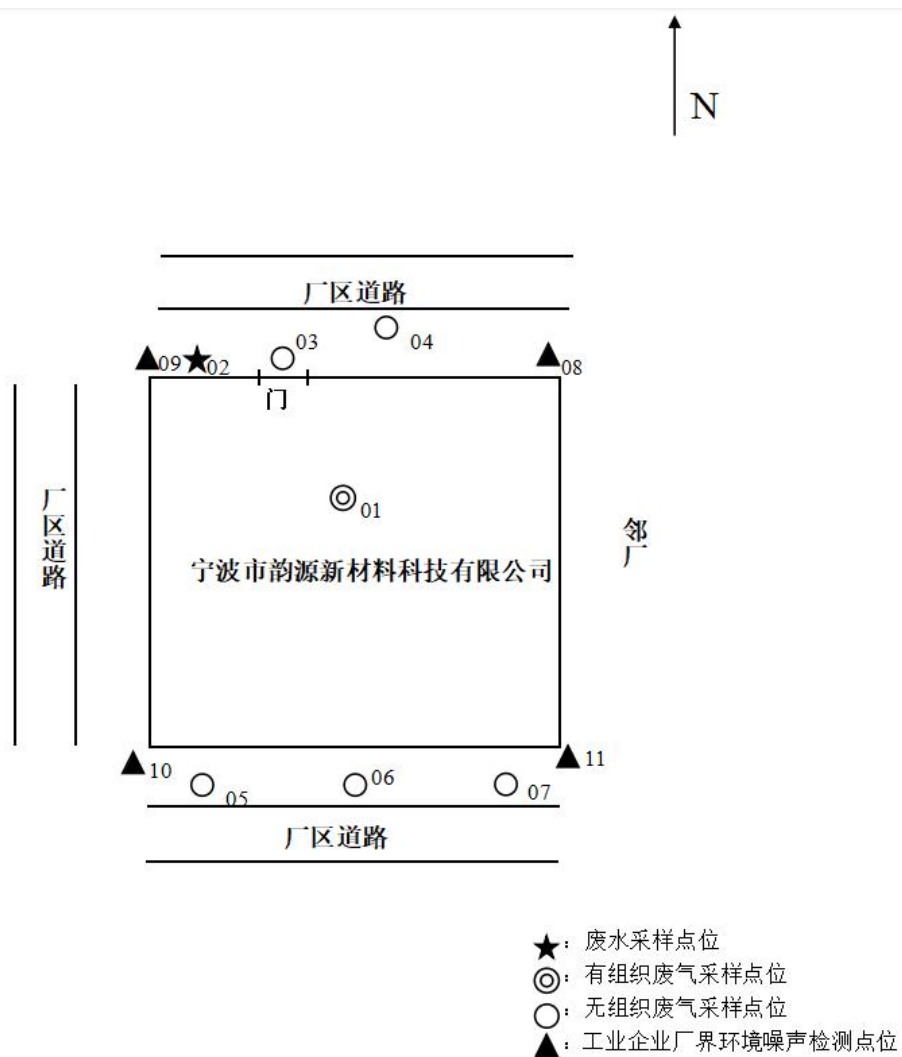 N
厂区道路
03
04
09
02
08
门
01
厂区道路
邻厂
宁波市韵源新材料科技有限公司
10
11
05
06
07
厂区道路
★：废水采样点位
◎：有组织废气采样点位
○：无组织废气采样点位
▲：工业企业厂界环境噪声检测点位